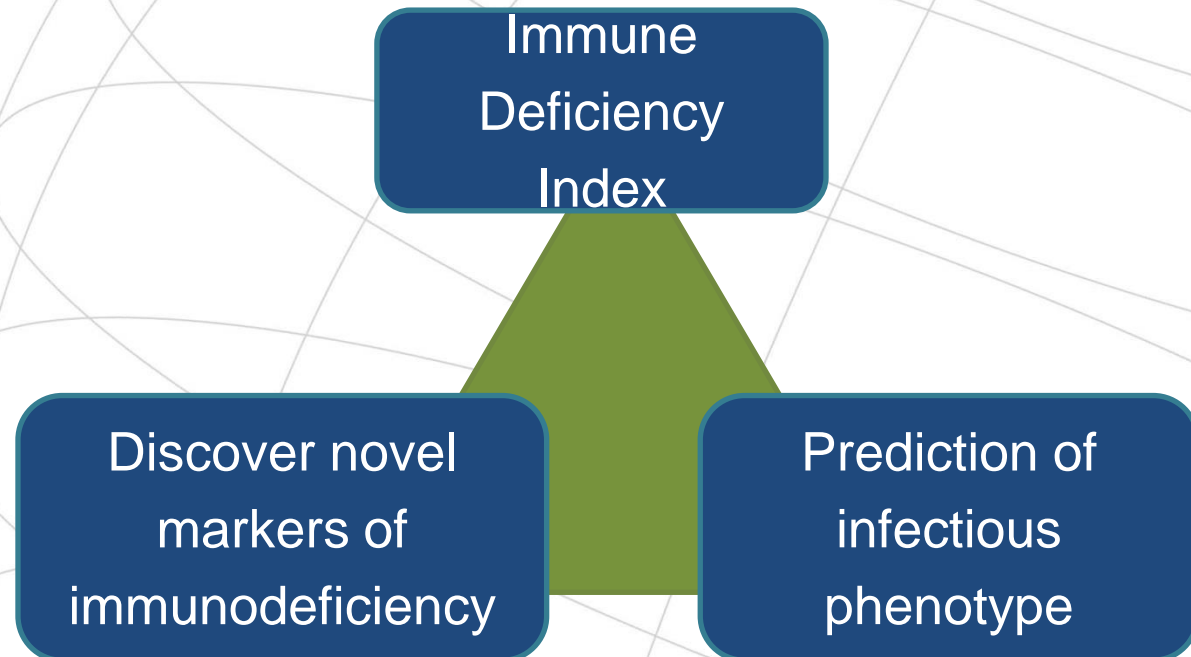 Immune
Deficiency
Index
Discover novel
markers of
immunodeficiency
Prediction of
infectious
phenotype